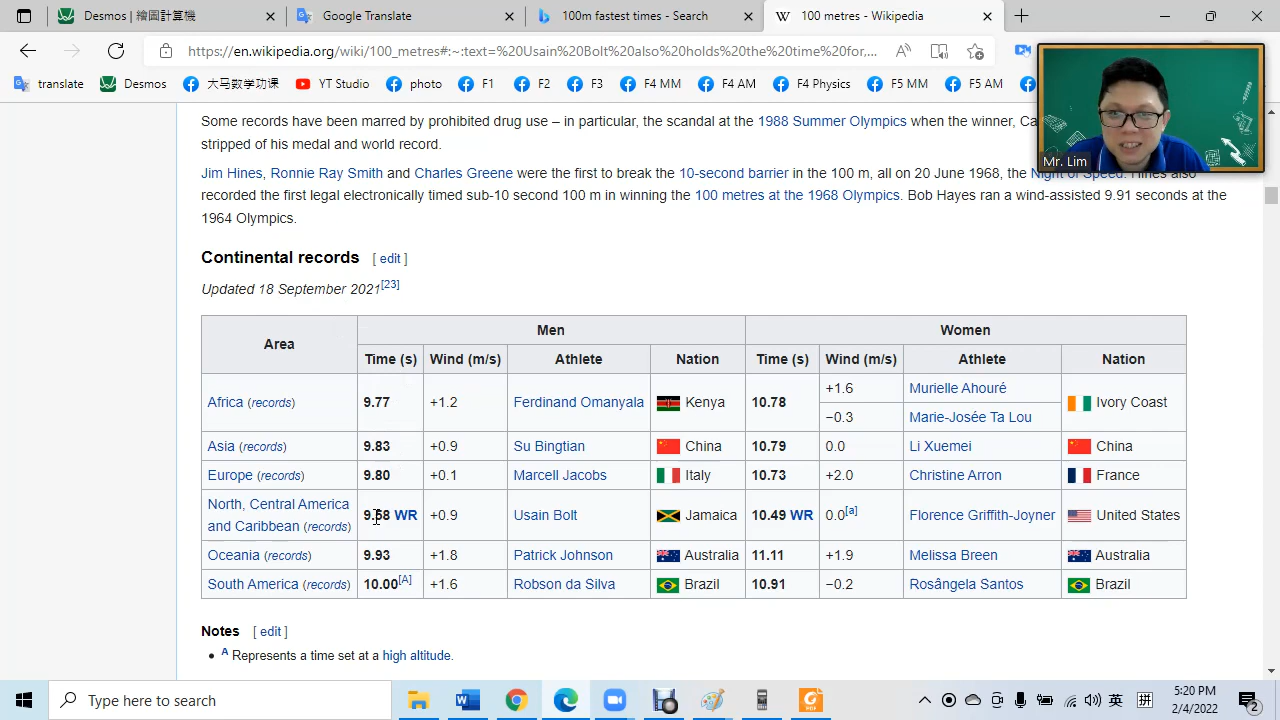 Desmos | 繪圖計算機
Google Translate
100m fastest times - Search
W 100 metres - Wikipedia
https://en.wikipedia.org/wiki/100_metres#:~:text=%20Usain%20Bolt%20also%20holds%20the%20time%20for,...
translate Desmos 大马数学功课 YT Studio photo F1 F2 F3 F4 MM F4 AM F4 Physics F5 MM F5 AM
Mr. Lim
Some records have been marred by prohibited drug use – in particular, the scandal at the 1988 Summer Olympics when the winner, Ca
stripped of his medal and world record.
Jim Hines, Ronnie Ray Smith and Charles Greene were the first to break the 10-second barrier in the 100 m, all on 20 June 1968, the Night of Speed. Hines also
recorded the first legal electronically timed sub-10 second 100 m in winning the 100 metres at the 1968 Olympics. Bob Hayes ran a wind-assisted 9.91 seconds at the
1964 Olympics.
Continental records [ edit ]
Updated 18 September 2021[23]
Area Men Women
Time (s) Wind (m/s) Athlete Nation Time (s) Wind (m/s) Athlete Nation
Africa (records) 9.77 +1.2 Ferdinand Omanyala Kenya 10.78 +1.6 Murielle Ahouré Ivory Coast
−0.3 Marie-Josée Ta Lou
Asia (records) 9.83 +0.9 Su Bingtian China 10.79 0.0 Li Xuemei China
Europe (records) 9.80 +0.1 Marcell Jacobs Italy 10.73 +2.0 Christine Arron France
North, Central America
and Caribbean (records) 9.58 WR +0.9 Usain Bolt Jamaica 10.49 WR 0.0[a] Florence Griffith-Joyner United States
Oceania (records) 9.93 +1.8 Patrick Johnson Australia 11.11 +1.9 Melissa Breen Australia
South America (records) 10.00[A] +1.6 Robson da Silva Brazil 10.91 −0.2 Rosângela Santos Brazil
Notes [ edit ]
• A Represents a time set at a high altitude.
Type here to search
英 拼
5:20 PM
2/4/2022
2